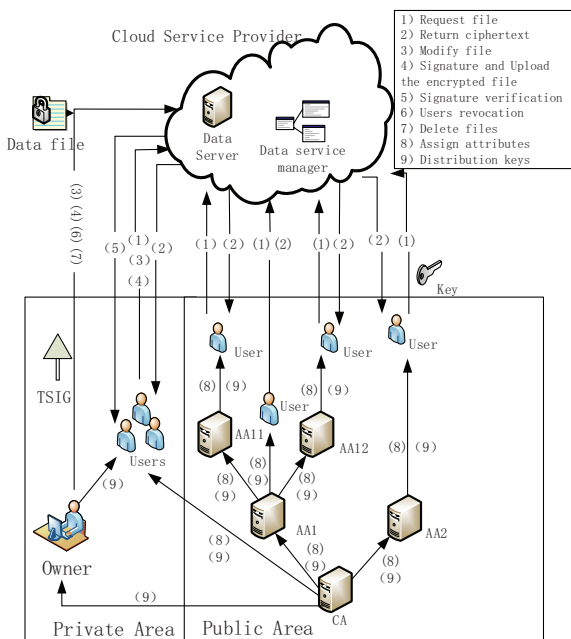 Cloud Service Provider
1) Request file
2) Return ciphertext
3) Modify file
4) Signature and Upload
the encrypted file
5) Signature verification
6) Users revocation
7) Delete files
8) Assign attributes
9) Distribution keys
Data file
Data
Server
Data service
manager
(3)(4)(6)(7)
(5)
(1)
(3)
(4)
(2)
(1)
(2)
(1)(2)
(1)
(2)
(2)
(1)
Key
TSIG
User
User
User
User
(8)
(9)
(8)
(9)
(8)
(9)
AA11
AA12
Users
(9)
(8)
(9)
(8)
(9)
(8)
(9)
AA1
AA2
Owner
(8)
(9)
(8)
(9)
(8)
(9)
(9)
CA
Private Area
Public Area